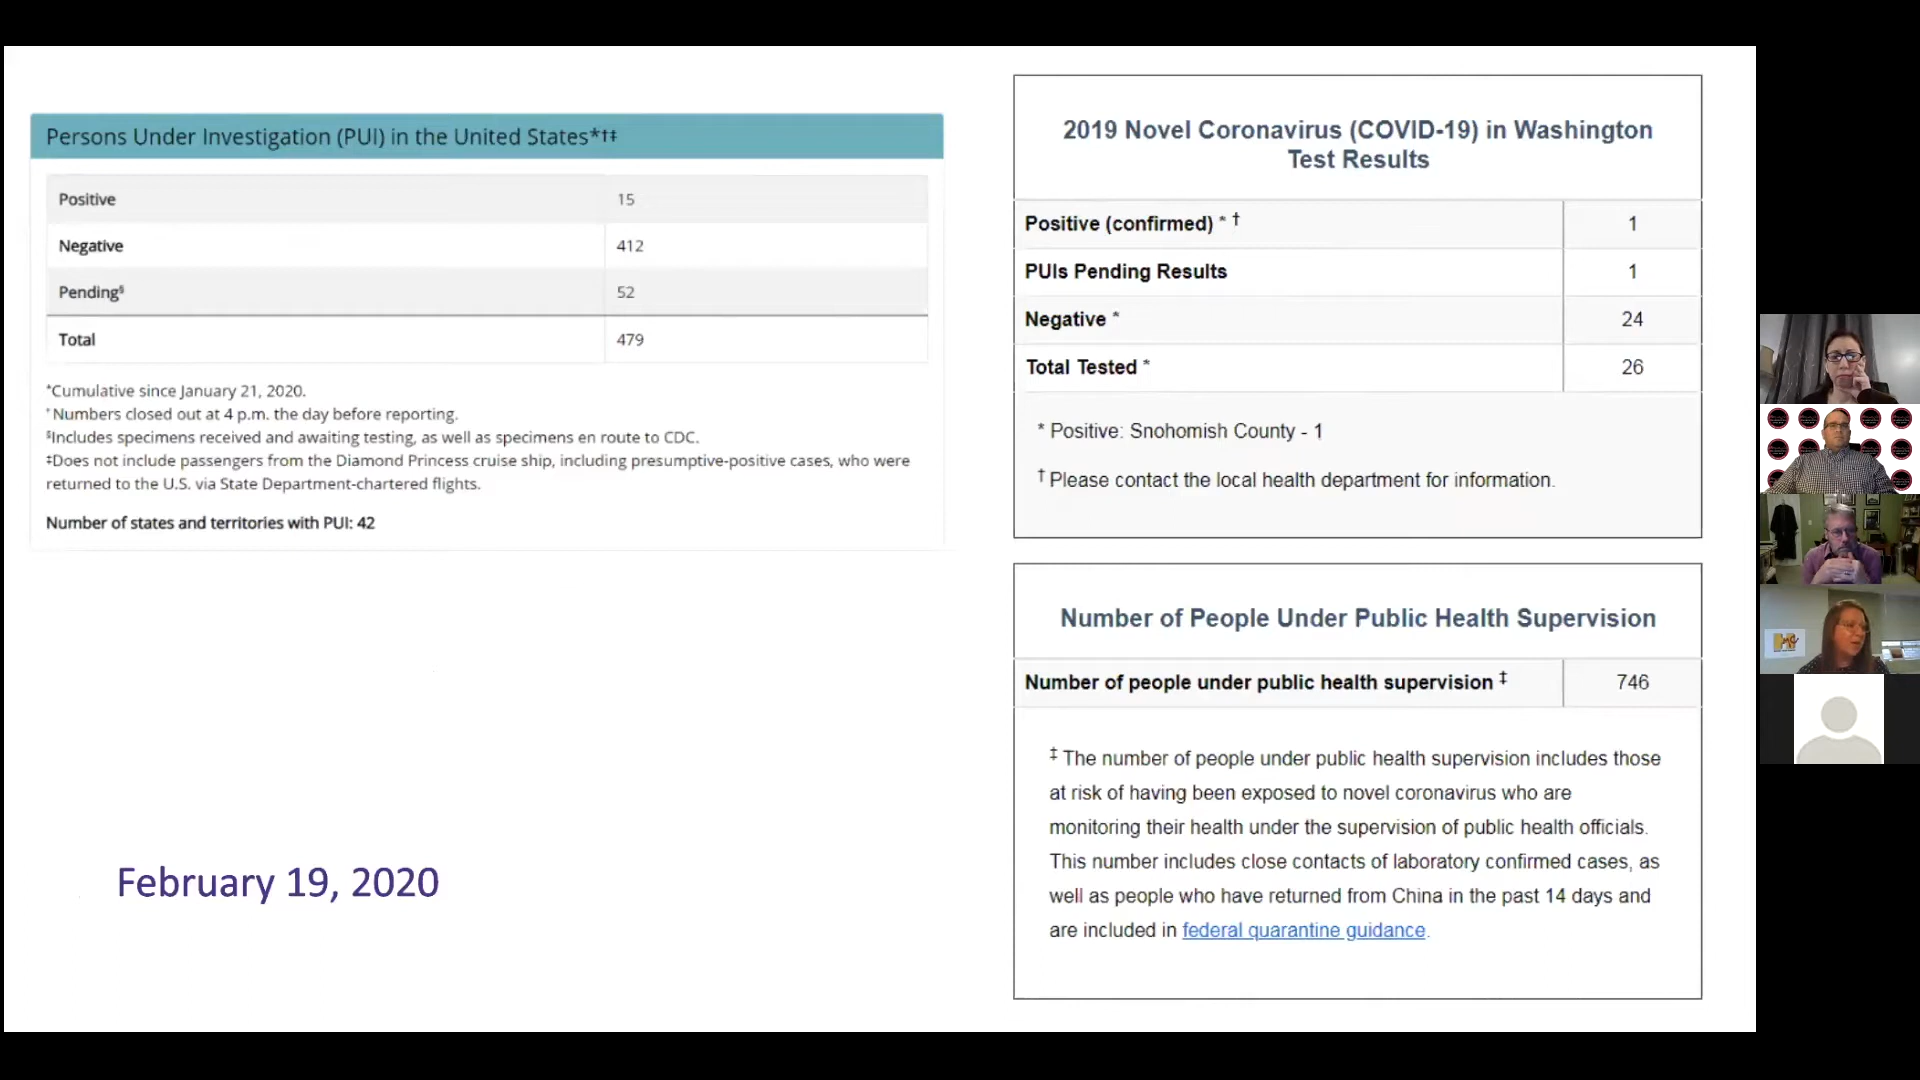 Persons Under Investigation (PUI) in the United States*†‡
Positive 15
Negative 412
Pending§ 52
Total 479
*Cumulative since January 21, 2020.
†Numbers closed out at 4 p.m. the day before reporting.
§Includes specimens received and awaiting testing, as well as specimens en route to CDC.
‡Does not include passengers from the Diamond Princess cruise ship, including presumptive-positive cases, who were
returned to the U.S. via State Department-chartered flights.
Number of states and territories with PUI: 42
February 19, 2020
2019 Novel Coronavirus (COVID-19) in Washington
Test Results
Positive (confirmed) * † 1
PUIs Pending Results 1
Negative * 24
Total Tested * 26
* Positive: Snohomish County - 1
† Please contact the local health department for information.
Number of People Under Public Health Supervision
Number of people under public health supervision ‡ 746
‡ The number of people under public health supervision includes those
at risk of having been exposed to novel coronavirus who are
monitoring their health under the supervision of public health officials.
This number includes close contacts of laboratory confirmed cases, as
well as people who have returned from China in the past 14 days and
are included in federal quarantine guidance.